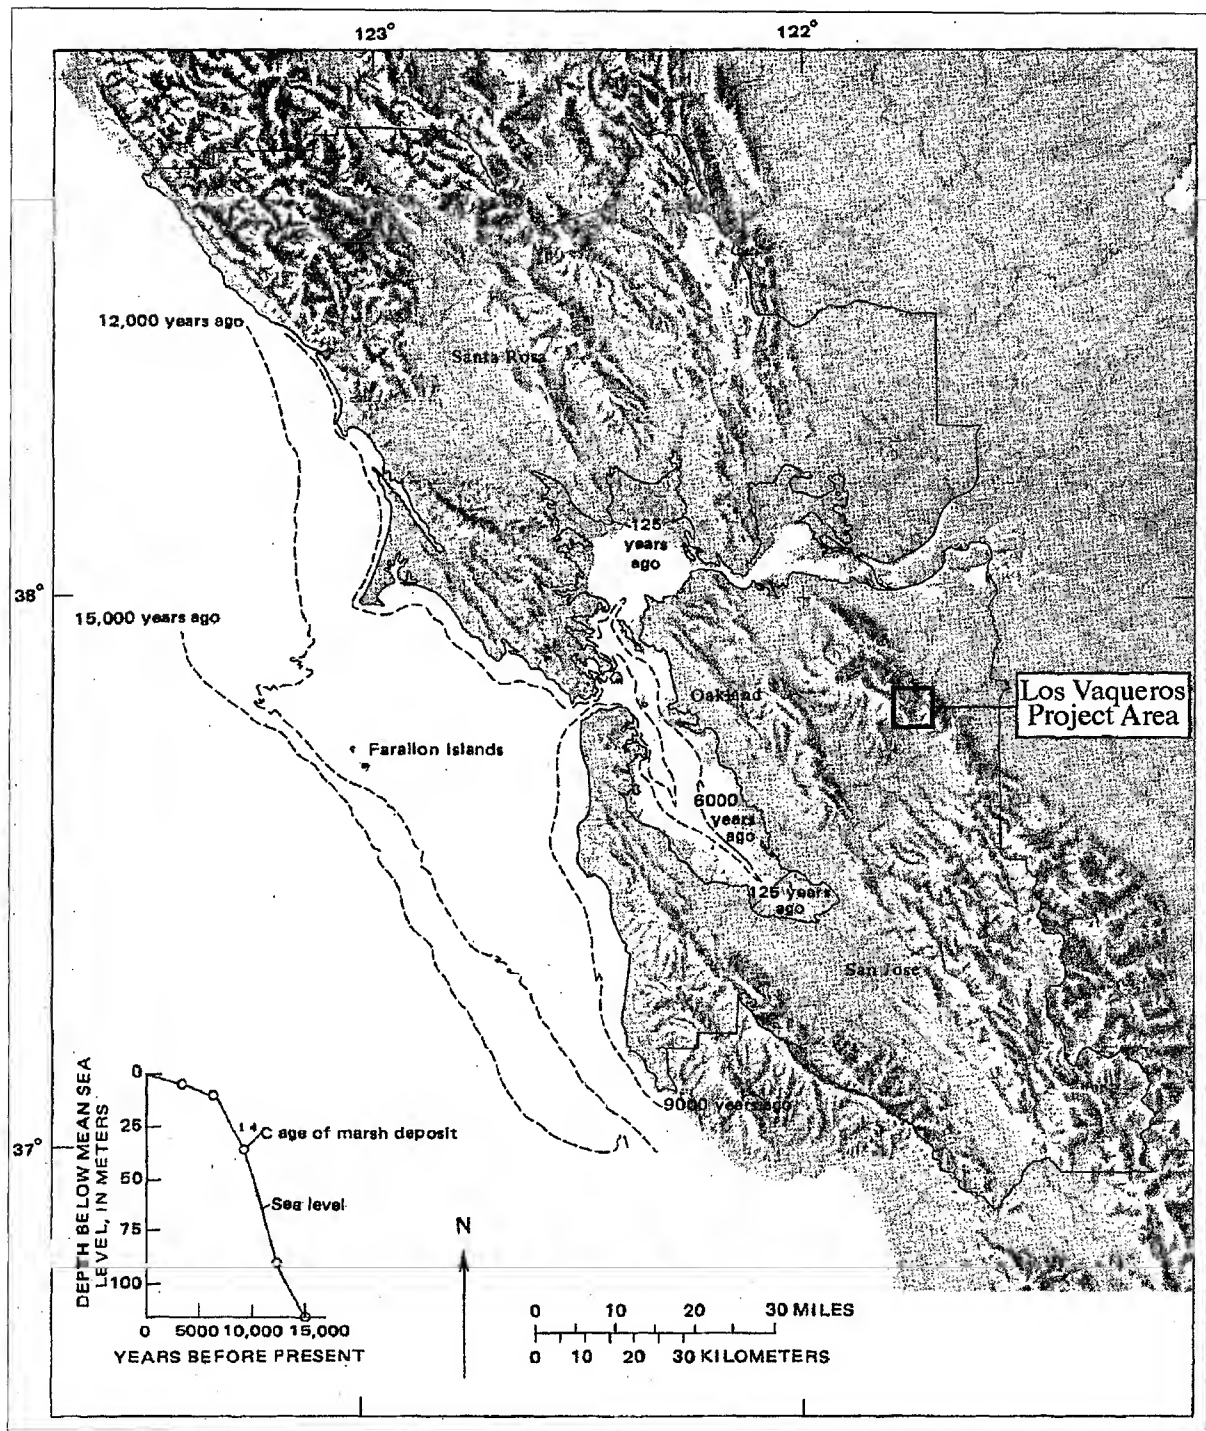 123°
122°
12,000 years ago
Santa Rosa
125
years
ago
38°
15,000 years ago
Oakland
Los Vaqueros
Project Area
Farallon Islands
6000
years
ago
125 years
ago
San Jose
9000 years ago
37°
DEPTH BELOW MEAN SEA
LEVEL, IN METERS
0
25
50
75
100
14C age of marsh deposit
Sea level
0 5000 10,000 15,000
YEARS BEFORE PRESENT
N
0 10 20 30 MILES
0 10 20 30 KILOMETERS